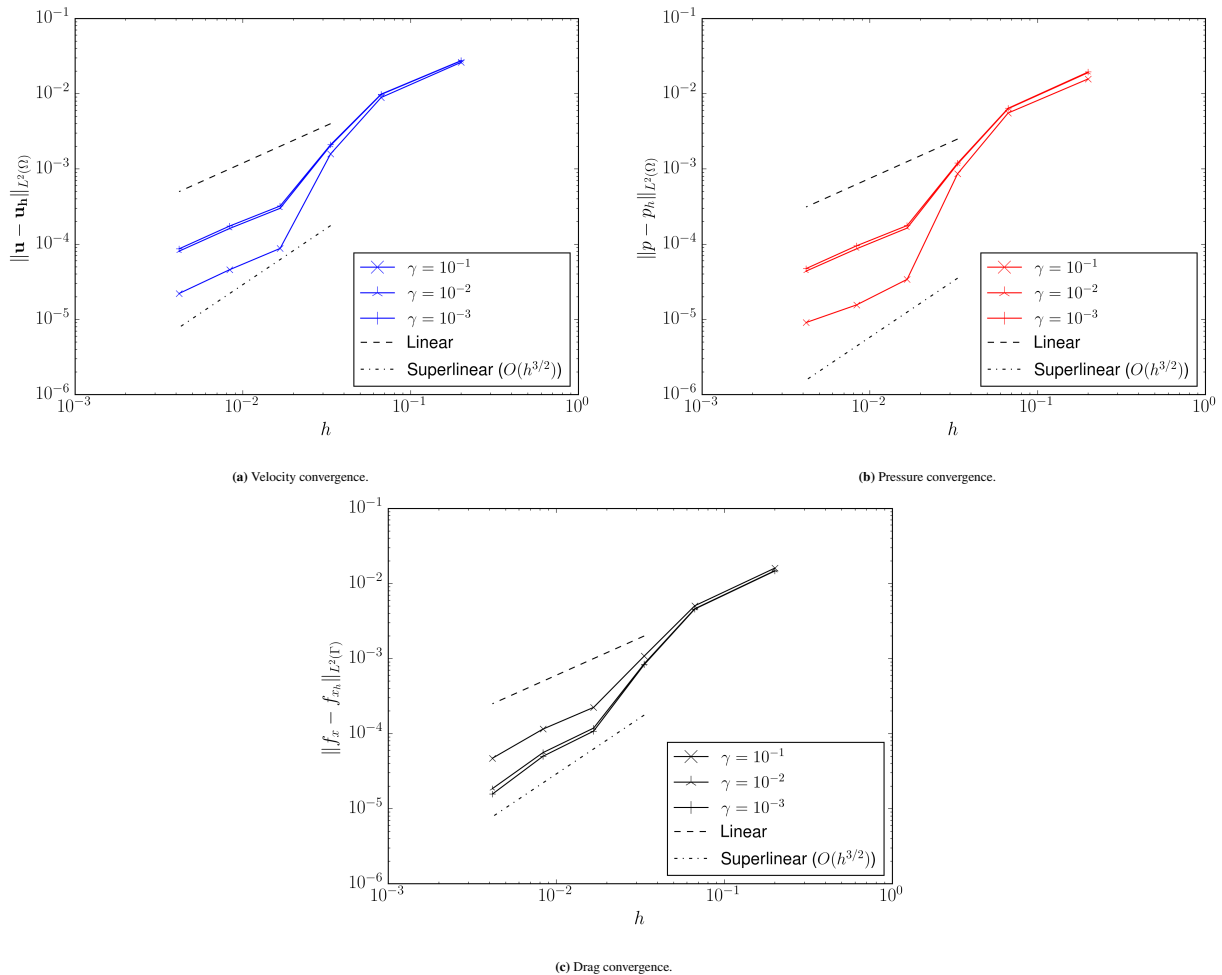 10^{-1}
10^{-2}
10^{-3}
10^{-4}
10^{-5}
10^{-6}
||u − u_h||_{L^2(Ω)}
10^{-3} 10^{-2} 10^{-1} 10^{0}
h
γ = 10^{-1}
γ = 10^{-2}
γ = 10^{-3}
Linear
Superlinear (O(h^{3/2}))
(a) Velocity convergence.
10^{-1}
10^{-2}
10^{-3}
10^{-4}
10^{-5}
10^{-6}
||p − p_h||_{L^2(Ω)}
10^{-3} 10^{-2} 10^{-1} 10^{0}
h
γ = 10^{-1}
γ = 10^{-2}
γ = 10^{-3}
Linear
Superlinear (O(h^{3/2}))
(b) Pressure convergence.
10^{-1}
10^{-2}
10^{-3}
10^{-4}
10^{-5}
10^{-6}
||f_x − f_{x_h}||_{L^2(Γ)}
10^{-3} 10^{-2} 10^{-1} 10^{0}
h
γ = 10^{-1}
γ = 10^{-2}
γ = 10^{-3}
Linear
Superlinear (O(h^{3/2}))
(c) Drag convergence.